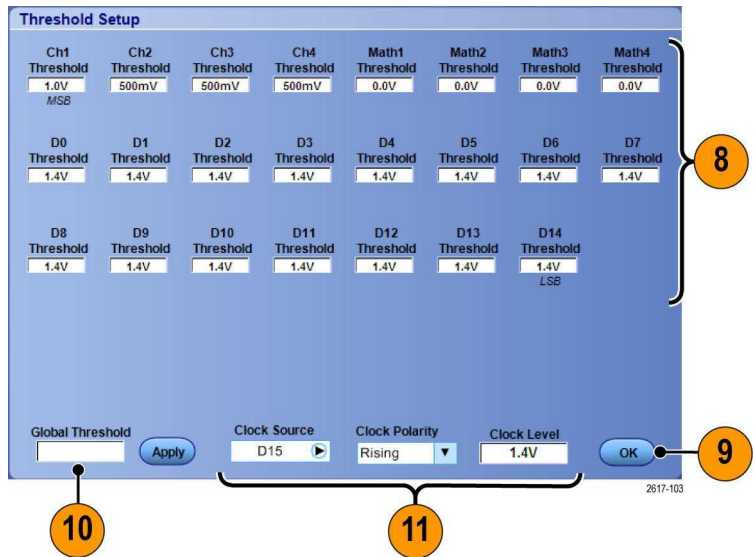 Threshold Setup
Ch1 Ch2 Ch3 Ch4 Math1 Math2 Math3 Math4
Threshold Threshold Threshold Threshold Threshold Threshold Threshold Threshold
1.0V 500mV 500mV 500mV 0.0V 0.0V 0.0V 0.0V
MSB
D0 D1 D2 D3 D4 D5 D6 D7
Threshold Threshold Threshold Threshold Threshold Threshold Threshold Threshold
1.4V 1.4V 1.4V 1.4V 1.4V 1.4V 1.4V 1.4V
8
D8 D9 D10 D11 D12 D13 D14
Threshold Threshold Threshold Threshold Threshold Threshold Threshold
1.4V 1.4V 1.4V 1.4V 1.4V 1.4V 1.4V
LSB
Global Threshold Clock Source Clock Polarity Clock Level
Apply D15 Rising 1.4V OK 9
2617-103
10 11